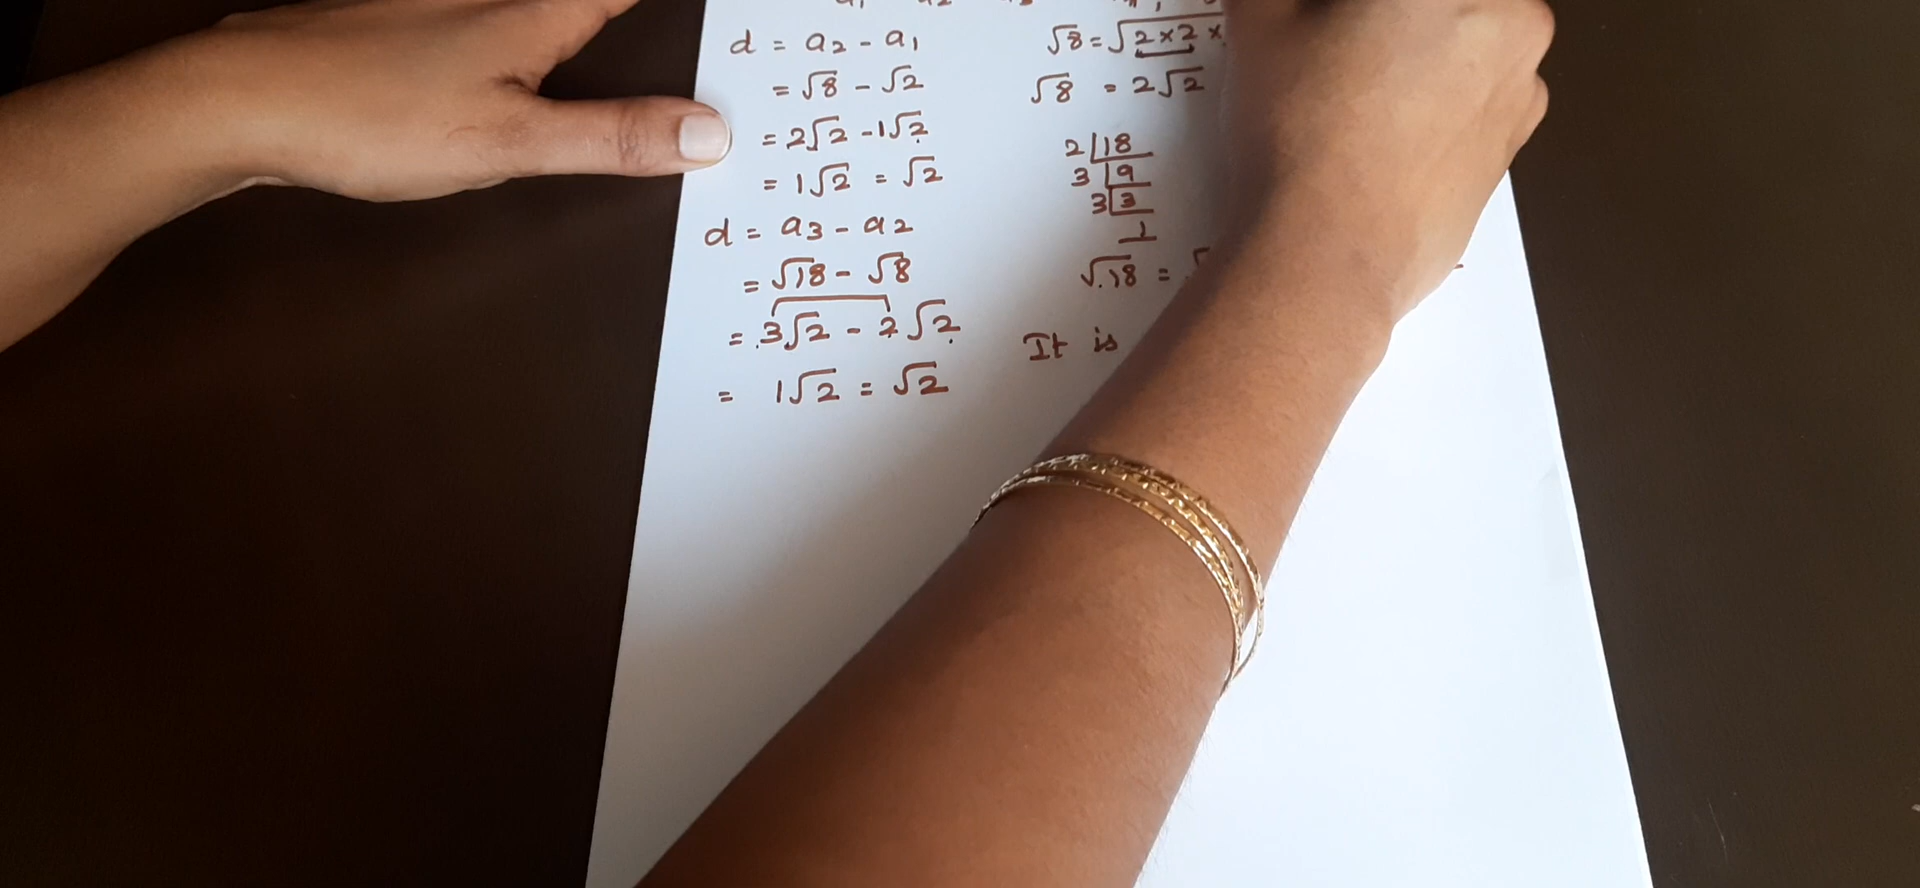 d = a2 - a1
= √8 - √2
= 2√2 - 1√2
= 1√2 = √2
d = a3 - a2
= √18 - √8
= 3√2 - 2√2
= 1√2 = √2
√8 = √2×2×
√8 = 2√2
2 18
3 9
3 3
1
√18 =
It is